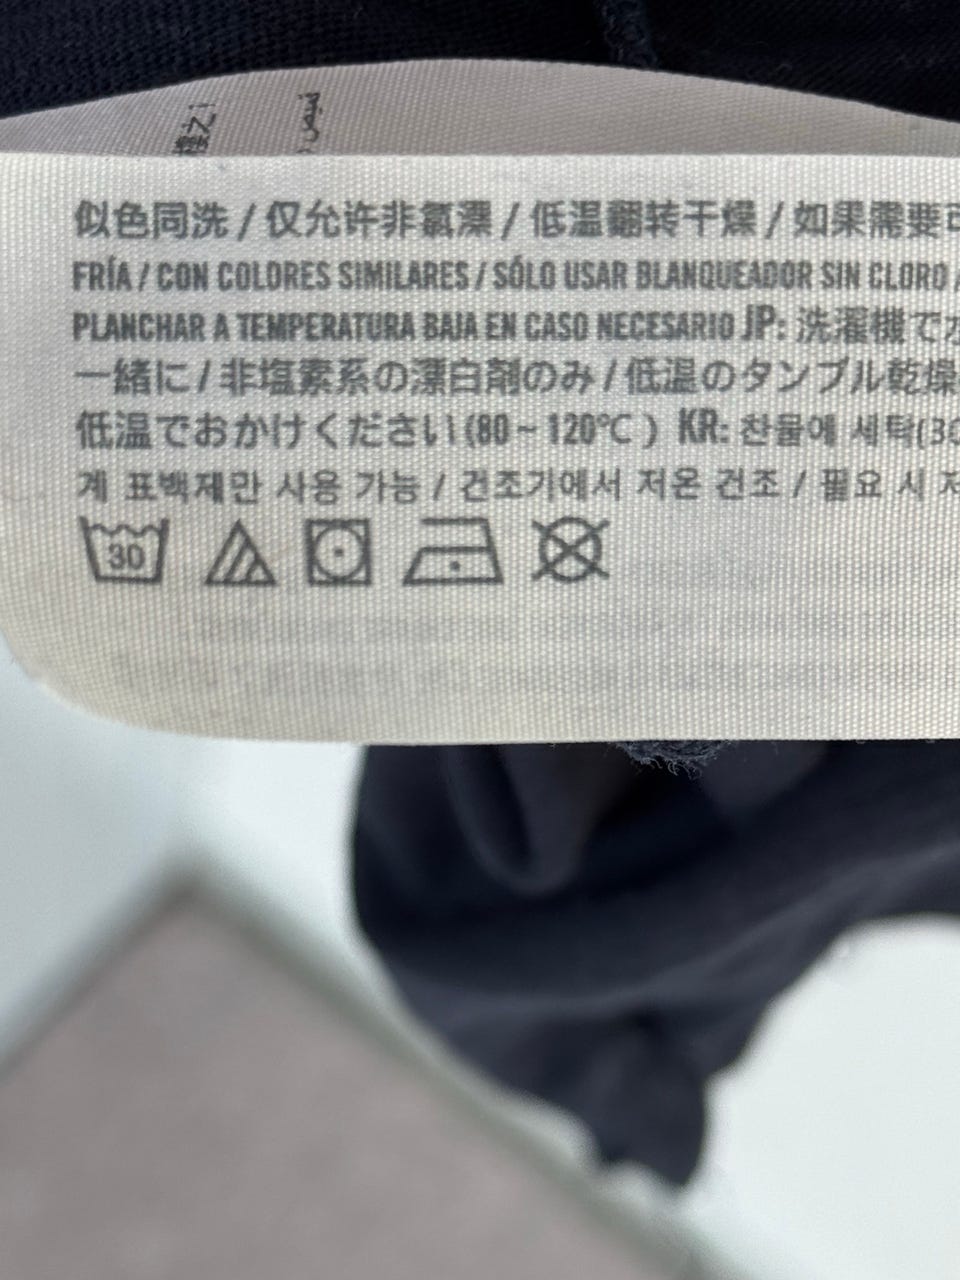 似色同洗 / 仅允许非氯漂 / 低温翻转干燥 / 如果需要可
FRÍA / CON COLORES SIMILARES / SÓLO USAR BLANQUEADOR SIN CLORO /
PLANCHAR A TEMPERATURA BAJA EN CASO NECESARIO JP: 洗濯機で水
一緒に / 非塩素系の漂白剤のみ / 低温のタンブル乾燥
低温でおかけください (80 ~ 120°C ) KR: 찬물에 세탁(30
계 표백제만 사용 가능 / 건조기에서 저온 건조 / 필요 시 저
30